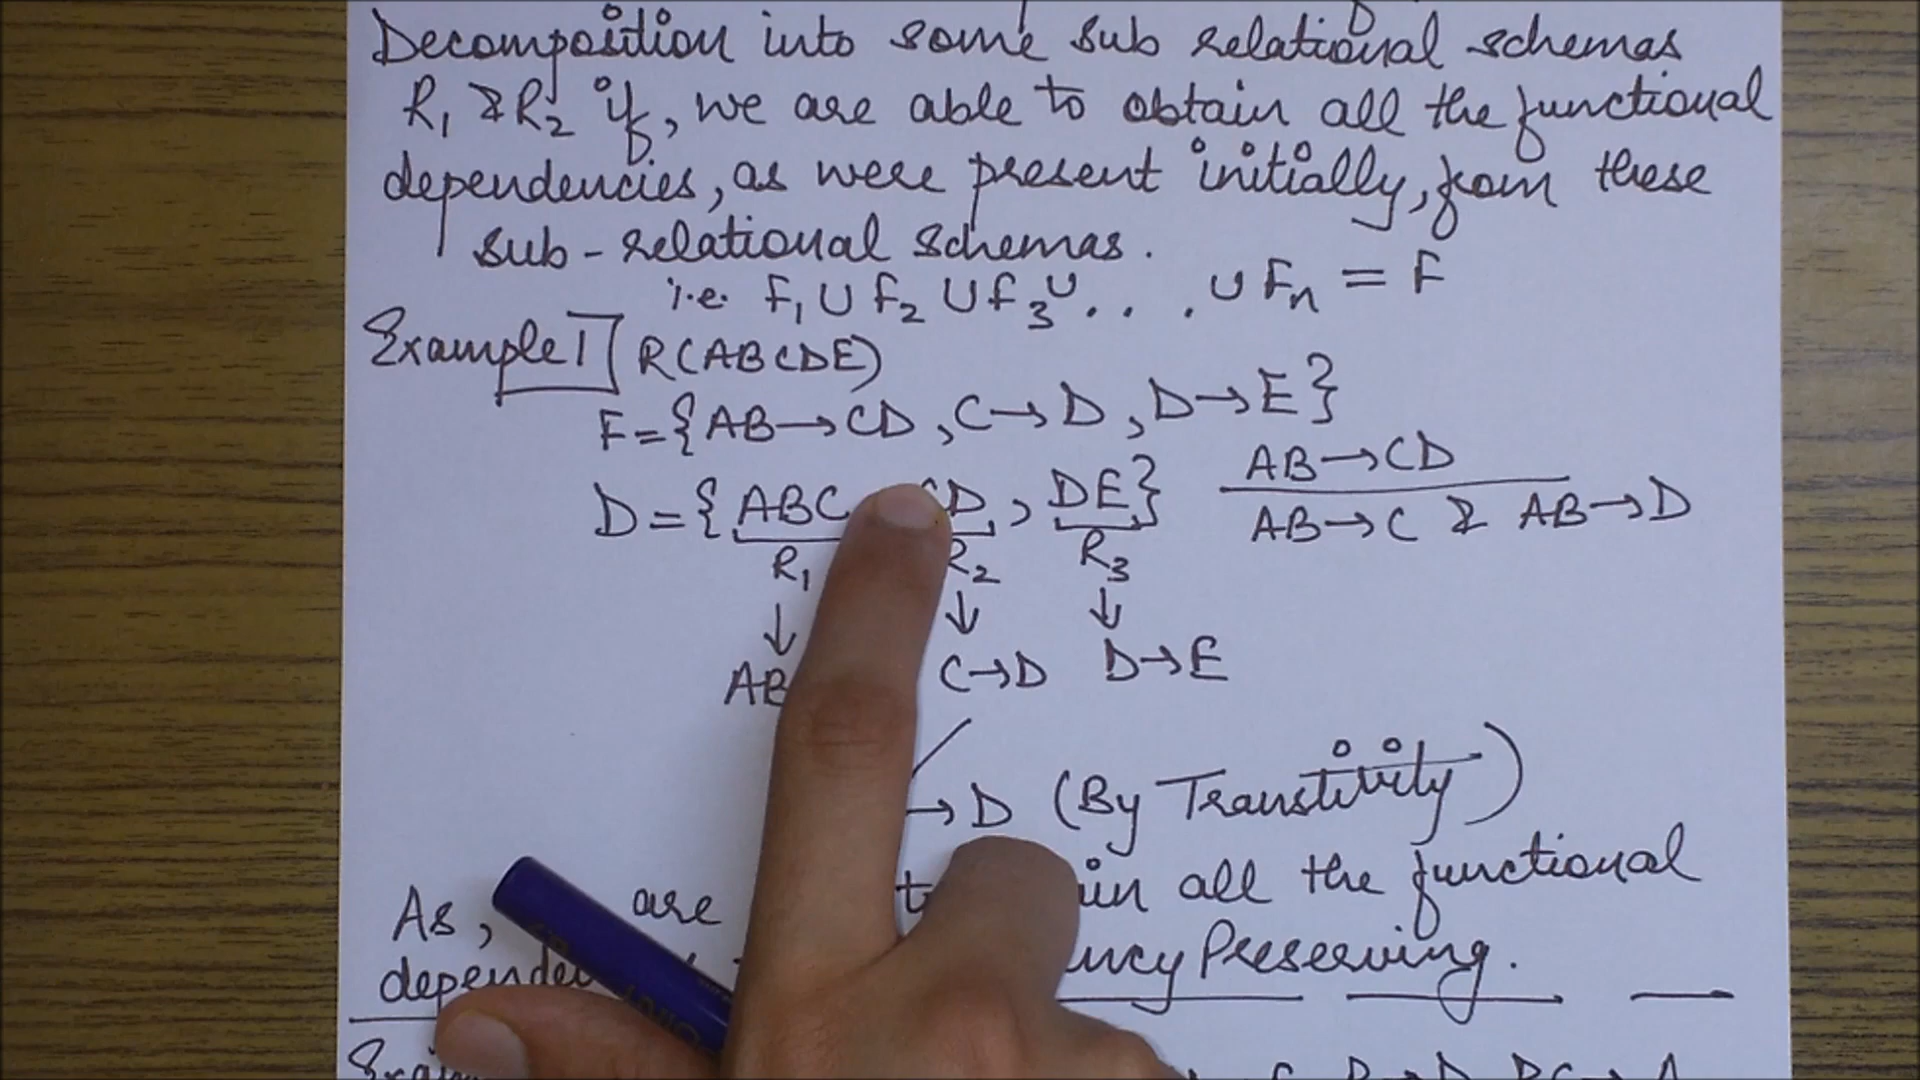 Decomposition into some sub relational schemas
R₁ & R₂ if, we are able to obtain all the functional
dependencies, as were present initially, from these
sub-relational schemas.
i.e. F₁ ∪ F₂ ∪ F₃ ∪ . . . ∪ Fₙ = F
Example 1 R(ABCDE)
F = {AB→CD, C→D, D→E}
AB→CD
D = {ABC CD, DE}
AB→C & AB→D
R₁ R₂ R₃
↓ ↓ ↓
AB C→D D→E
→D (By Transtivity)
As, are all the functional
Preserving.